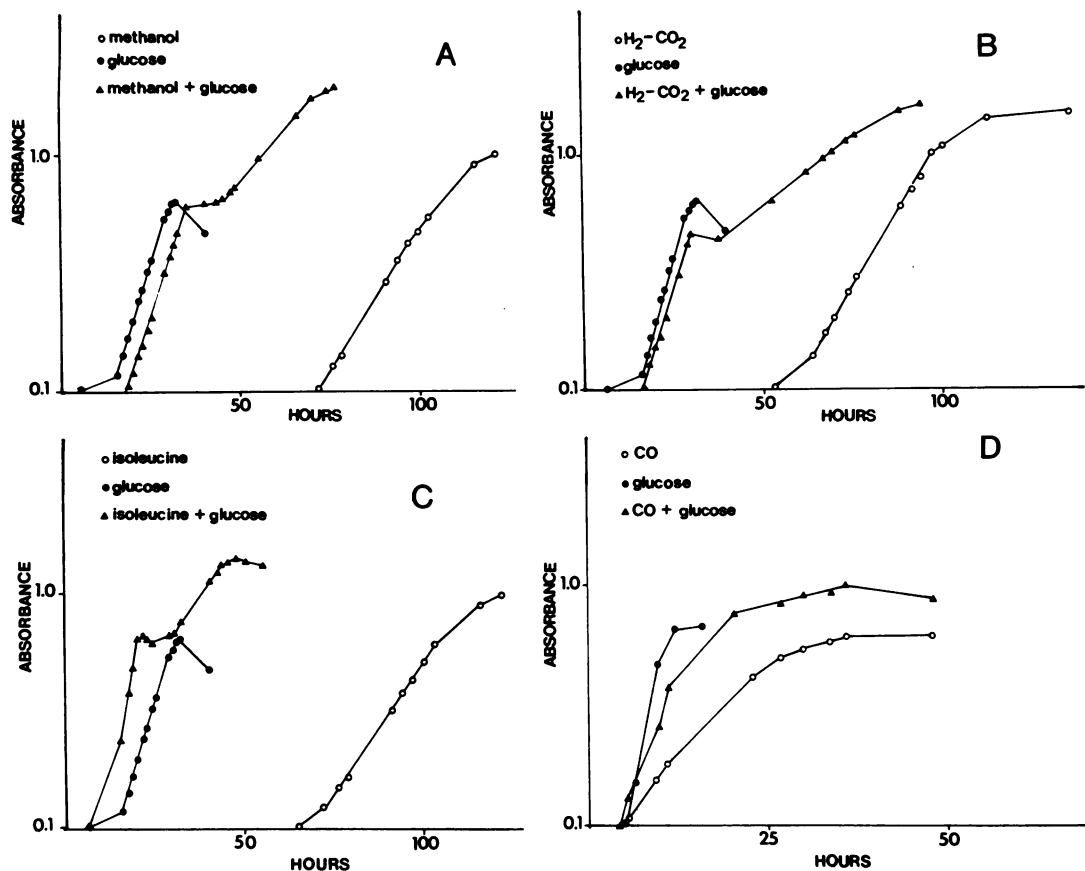 A
○ methanol
● glucose
▲ methanol + glucose
ABSORBANCE
1.0
0.1
50
100
HOURS
B
○ H₂-CO₂
● glucose
▲ H₂-CO₂ + glucose
ABSORBANCE
1.0
0.1
50
100
HOURS
C
○ isoleucine
● glucose
▲ isoleucine + glucose
ABSORBANCE
1.0
0.1
50
100
HOURS
D
○ CO
● glucose
▲ CO + glucose
ABSORBANCE
1.0
0.1
25
50
HOURS